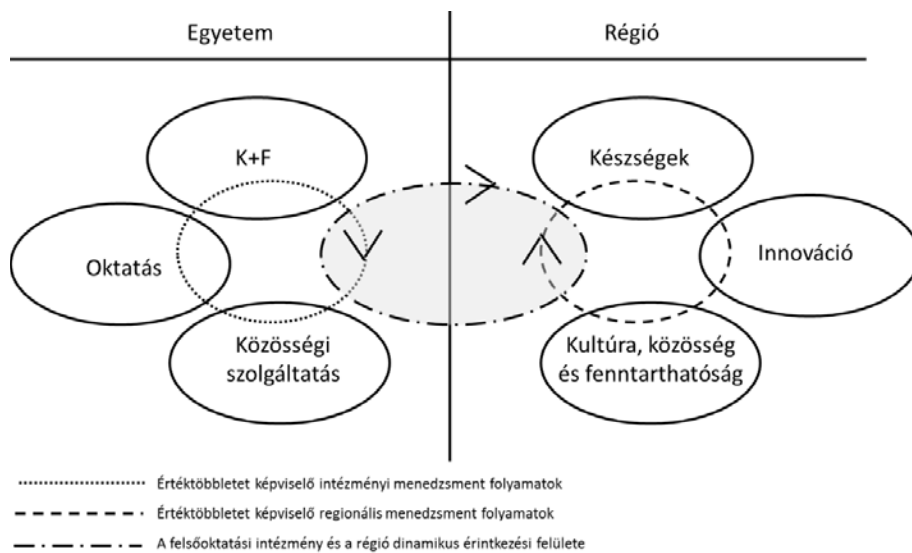 Egyetem
Régió
K+F
Készségek
Oktatás
Innováció
Közösségi
szolgáltatás
Kultúra, közösség
és fenntarthatóság
Értéktöbbletet képviselő intézményi menedzsment folyamatok
Értéktöbbletet képviselő regionális menedzsment folyamatok
A felsőoktatási intézmény és a régió dinamikus érintkezési felülete